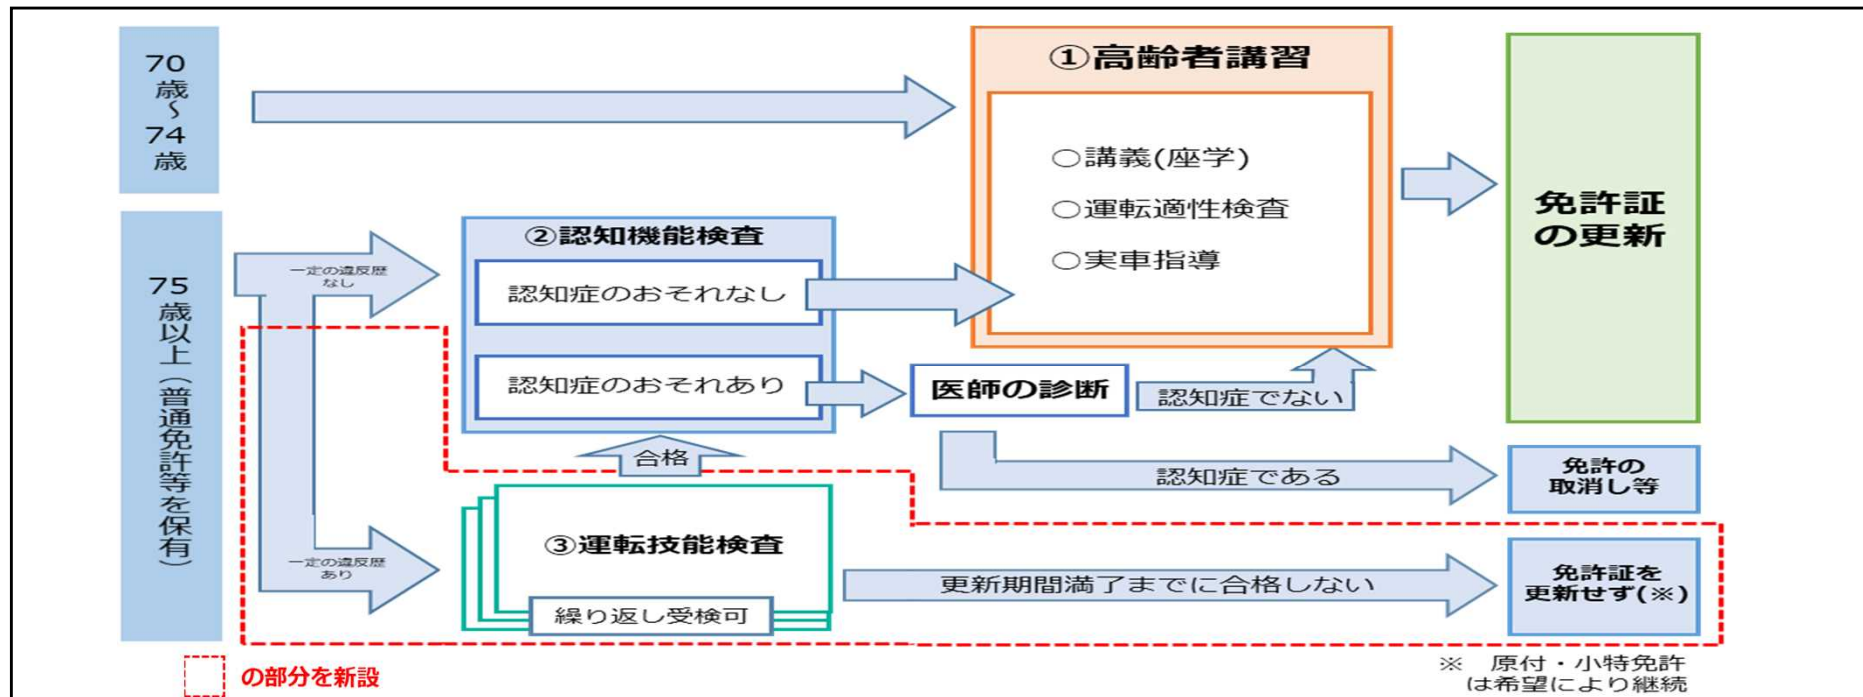 70
歳
～
74
歳
①高齢者講習
○講義(座学)
○運転適性検査
○実車指導
免許証
の更新
75
歳以上（普通免許等を保有）
一定の違反歴
なし
②認知機能検査
認知症のおそれなし
認知症のおそれあり
医師の診断
認知症でない
合格
認知症である
免許の
取消し等
一定の違反歴
あり
③運転技能検査
繰り返し受検可
更新期間満了までに合格しない
免許証を
更新せず(※)
の部分を新設
※ 原付・小特免許
は希望により継続